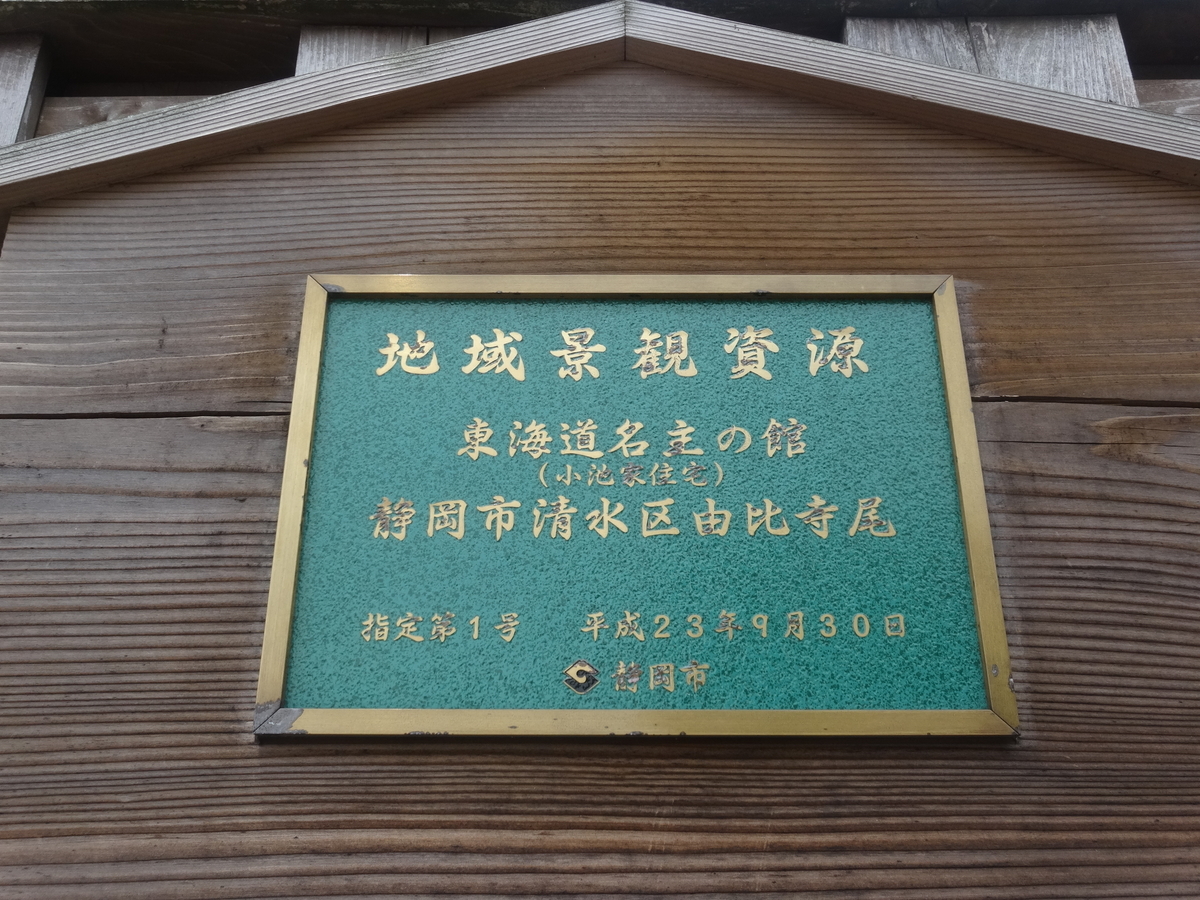 地域景観資源
東海道名主の館
(小池家住宅)
静岡市清水区由比寺尾
指定第1号　平成23年9月30日
静岡市